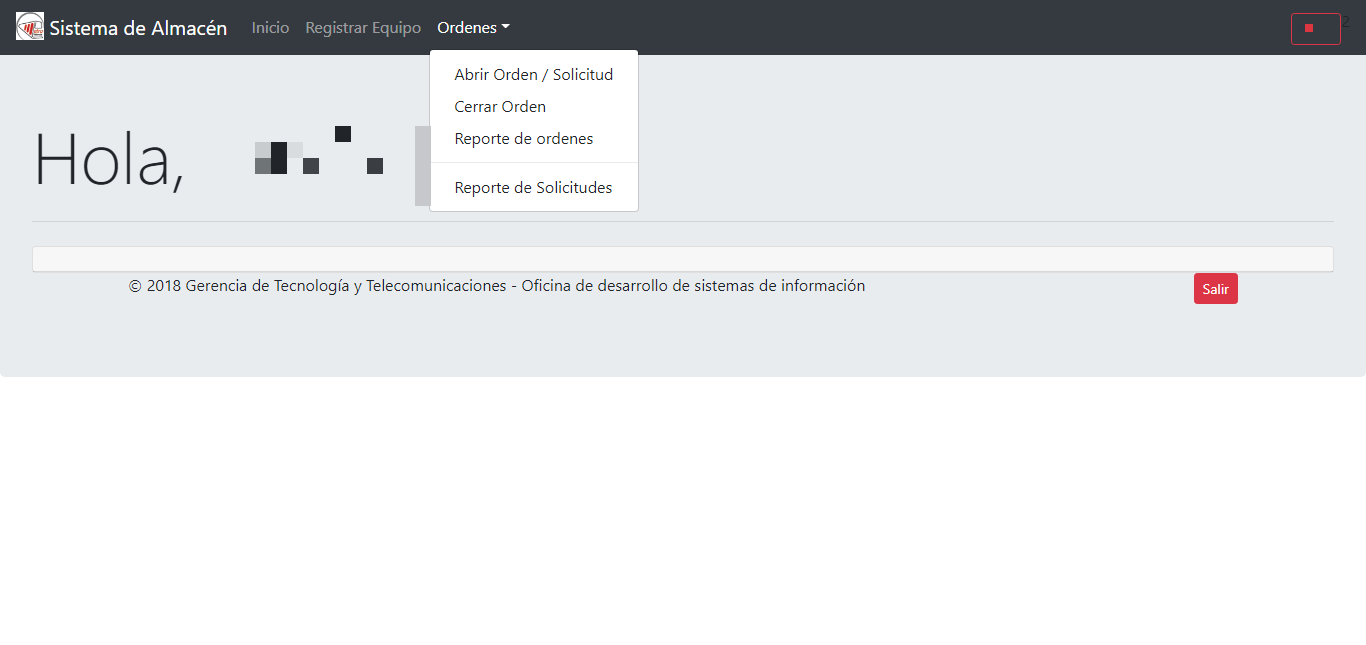 Sistema de Almacén Inicio Registrar Equipo Ordenes 2
Abrir Orden / Solicitud
Cerrar Orden
Reporte de ordenes
Reporte de Solicitudes
Hola,
© 2018 Gerencia de Tecnología y Telecomunicaciones - Oficina de desarrollo de sistemas de información Salir